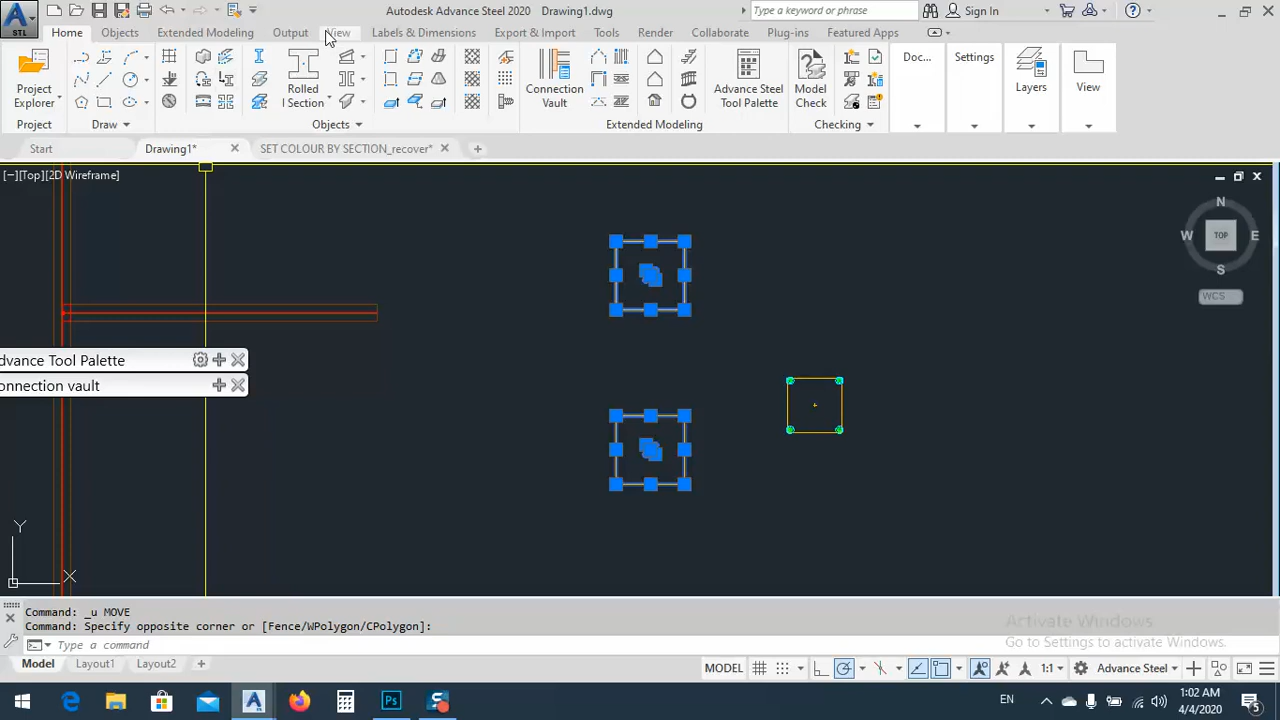 STL
Autodesk Advance Steel 2020 Drawing1.dwg
Type a keyword or phrase
Sign In
Home Objects Extended Modeling Output View Labels & Dimensions Export & Import Tools Render Collaborate Plug-ins Featured Apps
Project
Explorer
Rolled
I Section
Connection
Vault
Advance Steel
Tool Palette
Model
Check
Doc...
Settings
Layers
View
Project Draw Objects Extended Modeling Checking
Start Drawing1* SET COLOUR BY SECTION_recover*
[−][Top][2D Wireframe]
N
W TOP E
S
WCS
dvance Tool Palette
onnection vault
Y
X
Command: _u MOVE
Command: Specify opposite corner or [Fence/WPolygon/CPolygon]:
Type a command
Activate Windows
Go to Settings to activate Windows.
Model Layout1 Layout2
MODEL 1:1 Advance Steel
EN
1:02 AM
4/4/2020
5